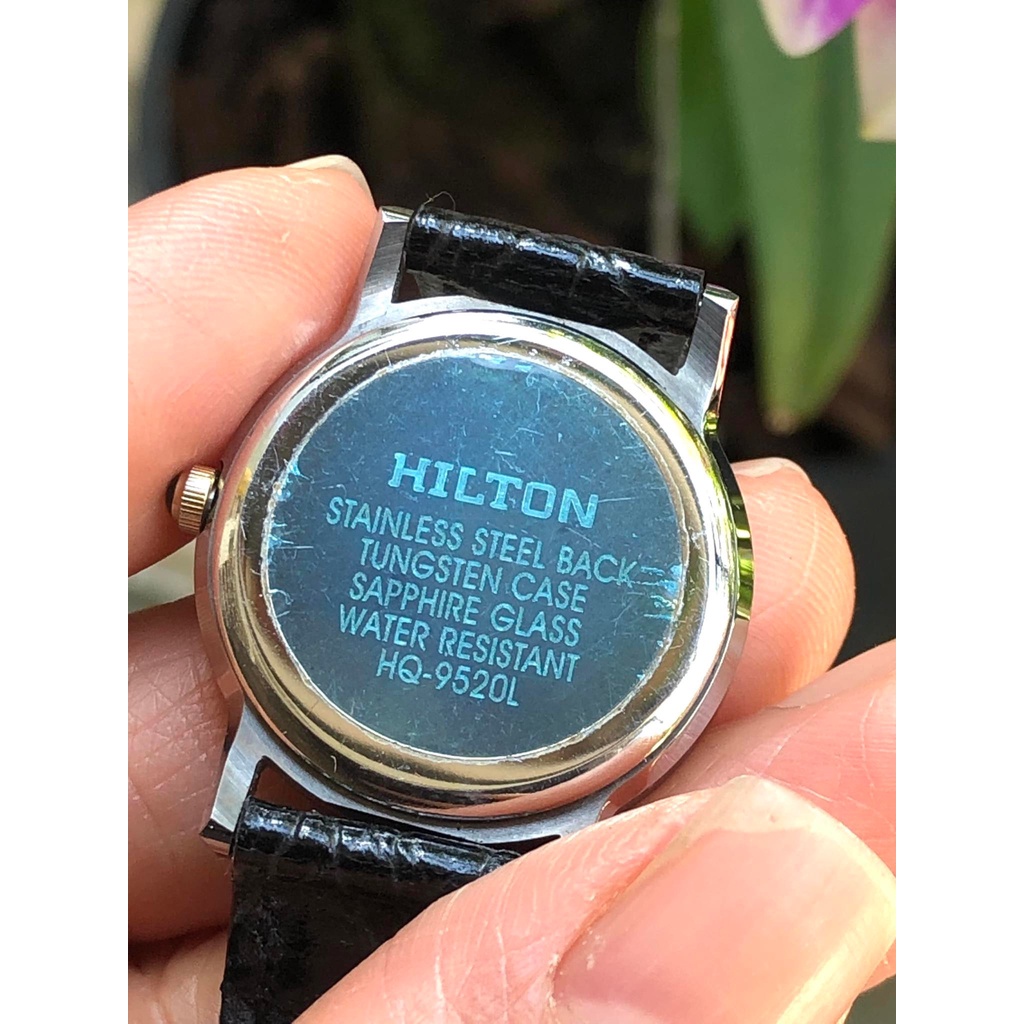 HILTON
STAINLESS STEEL BACK
TUNGSTEN CASE
SAPPHIRE GLASS
WATER RESISTANT
HQ-9520L